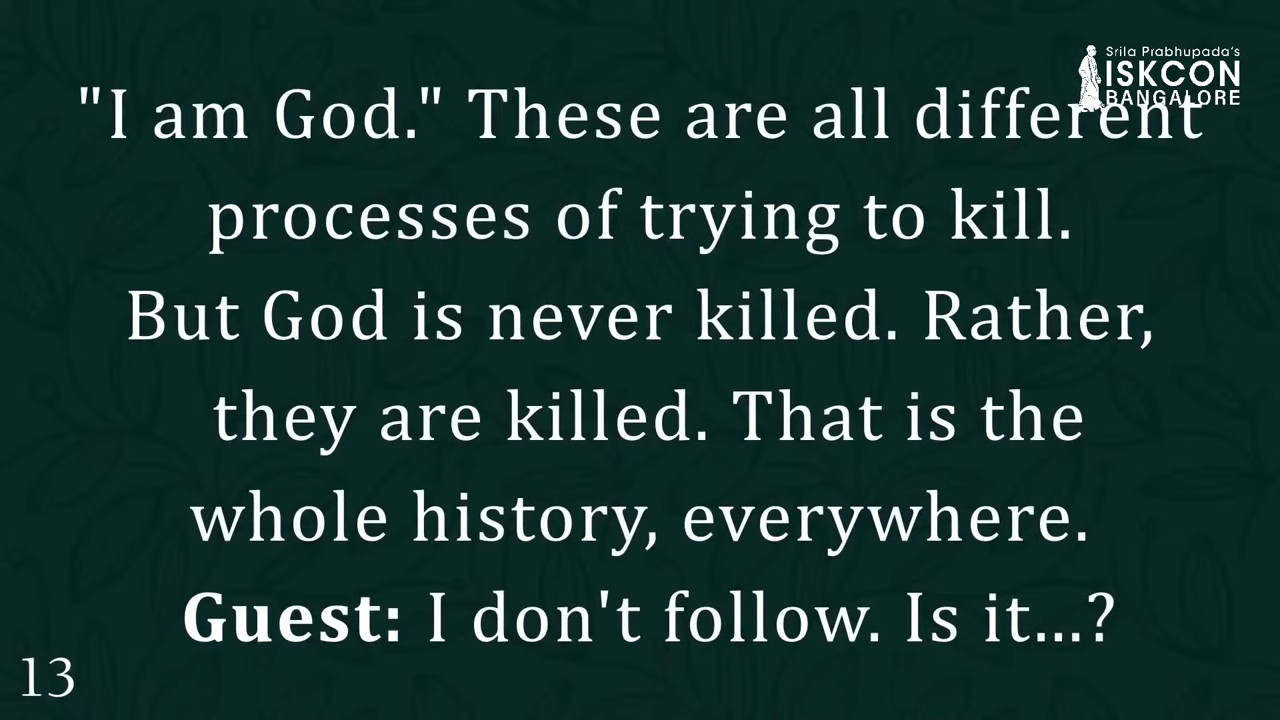 Srila Prabhupada's
ISKCON
BANGALORE
"I am God." These are all different
processes of trying to kill.
But God is never killed. Rather,
they are killed. That is the
whole history, everywhere.
Guest: I don't follow. Is it...?
13